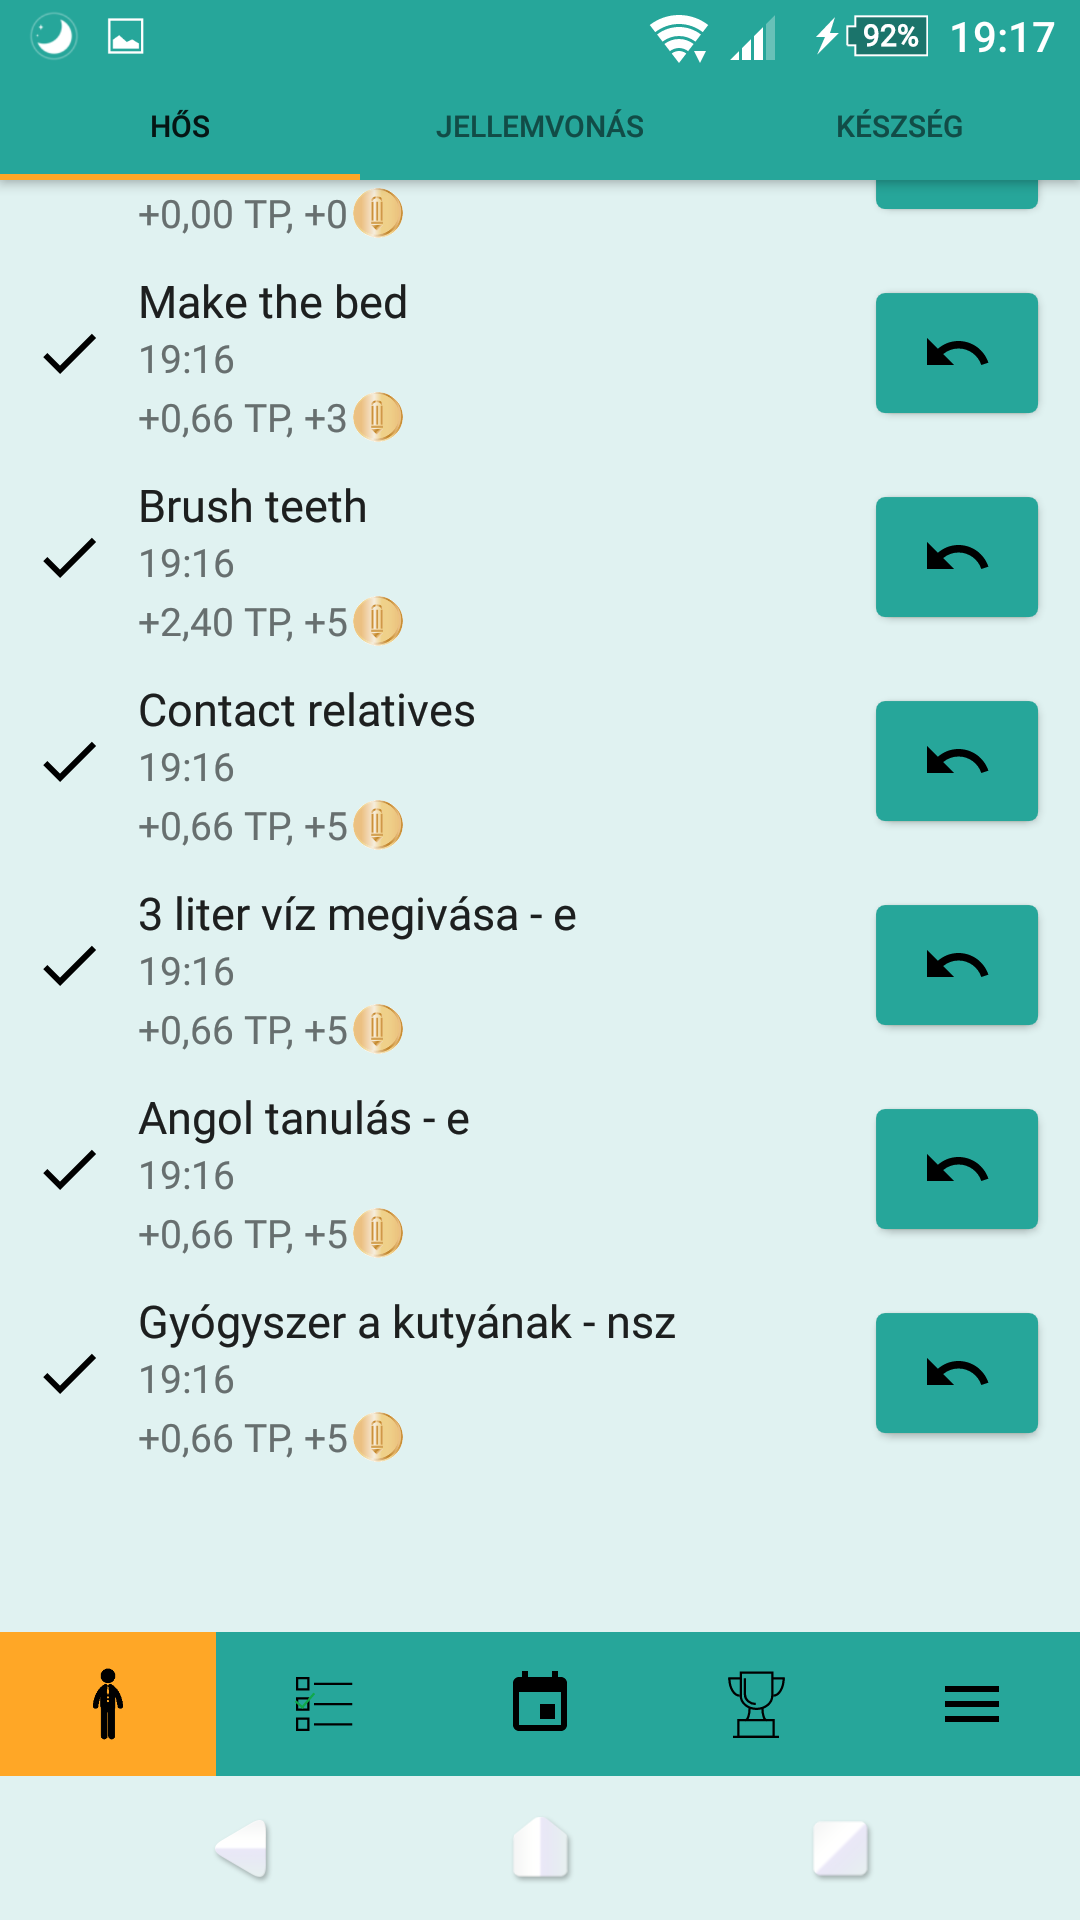 92% 19:17
HŐS JELLEMVONÁS KÉSZSÉG
+0,00 TP, +0
Make the bed
19:16
+0,66 TP, +3
Brush teeth
19:16
+2,40 TP, +5
Contact relatives
19:16
+0,66 TP, +5
3 liter víz megivása - e
19:16
+0,66 TP, +5
Angol tanulás - e
19:16
+0,66 TP, +5
Gyógyszer a kutyának - nsz
19:16
+0,66 TP, +5